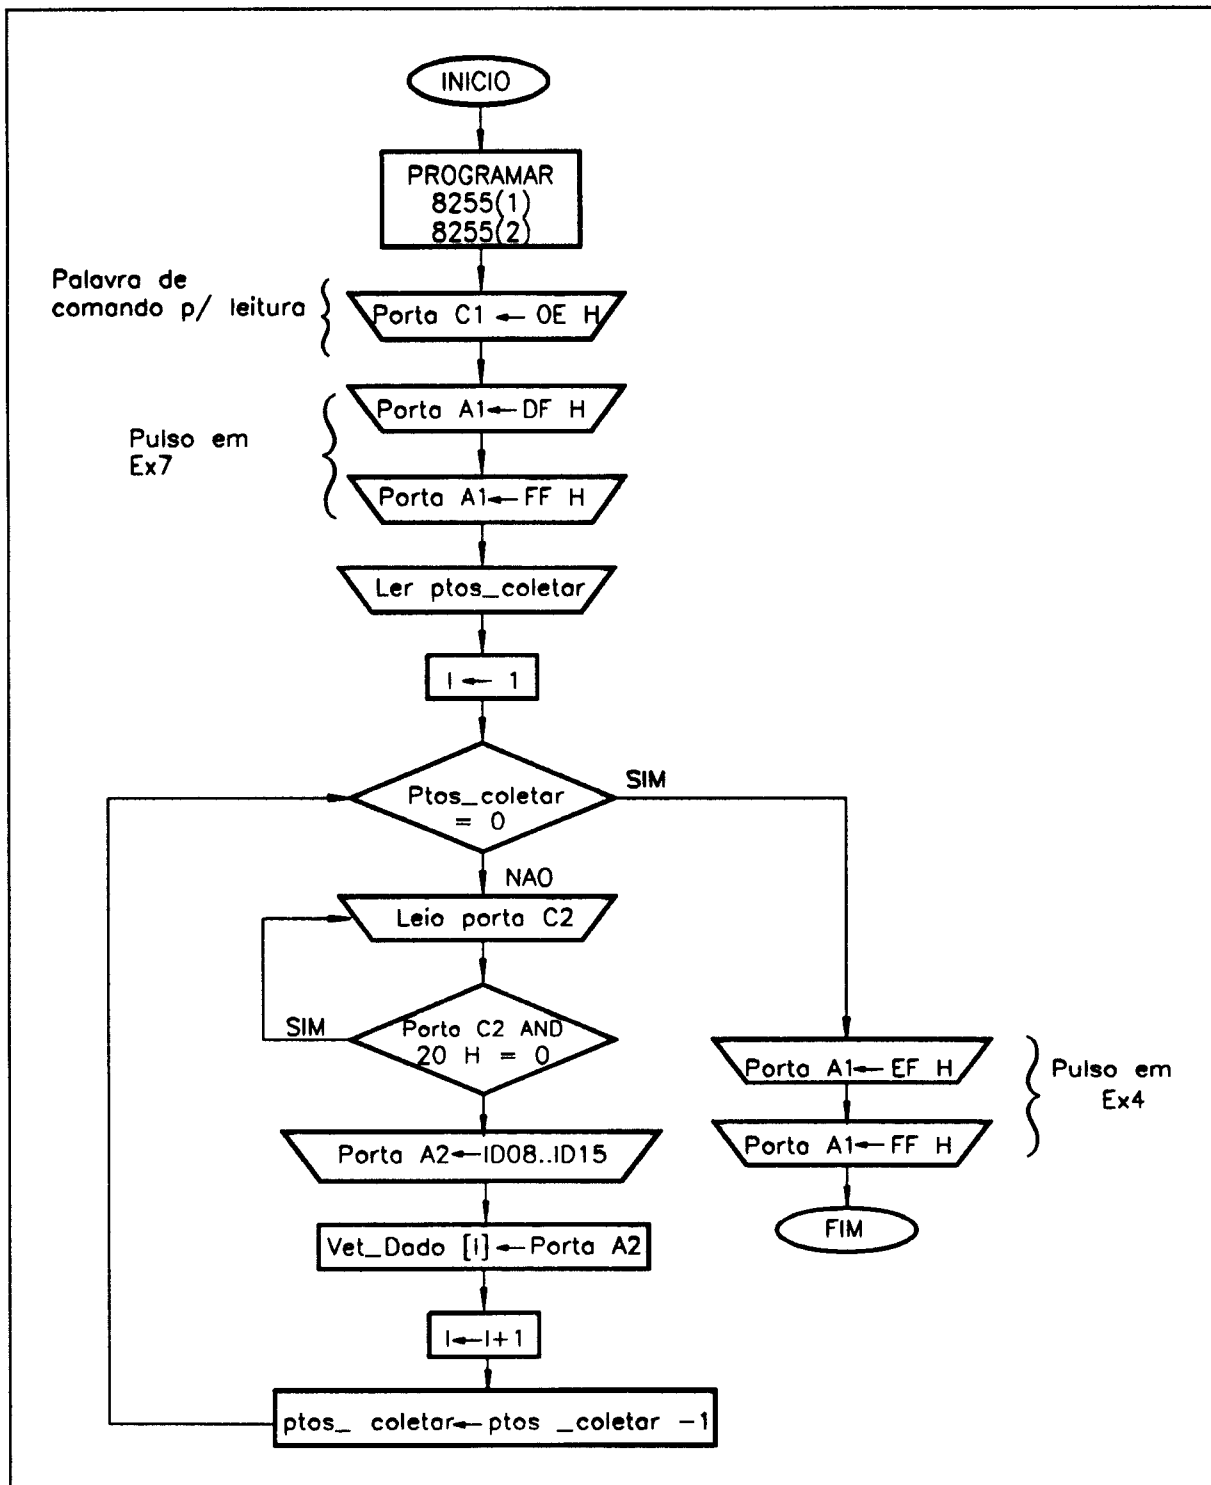 INICIO
PROGRAMAR
8255(1)
8255(2)
Palavra de
comando p/ leitura
Porta C1 ← 0E H
Pulso em
Ex7
Porta A1 ← DF H
Porta A1 ← FF H
Ler ptos_coletar
I ← 1
Ptos_coletar
= 0
SIM
NAO
Leia porta C2
Porta C2 AND
20 H = 0
SIM
Porta A2 ← ID08..ID15
Vet_Dado [I] ← Porta A2
I ← I+1
ptos_ coletar ← ptos _coletar -1
Porta A1 ← EF H
Porta A1 ← FF H
Pulso em
Ex4
FIM